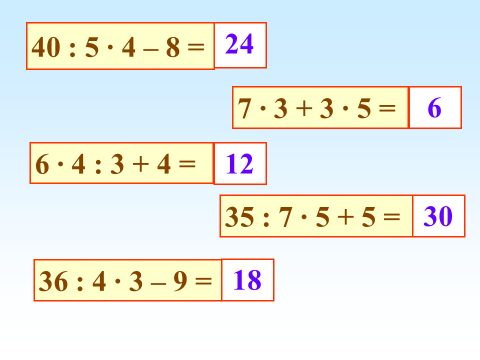 40 : 5 · 4 – 8 = 24
7 · 3 + 3 · 5 = 6
6 · 4 : 3 + 4 = 12
35 : 7 · 5 + 5 = 30
36 : 4 · 3 – 9 = 18